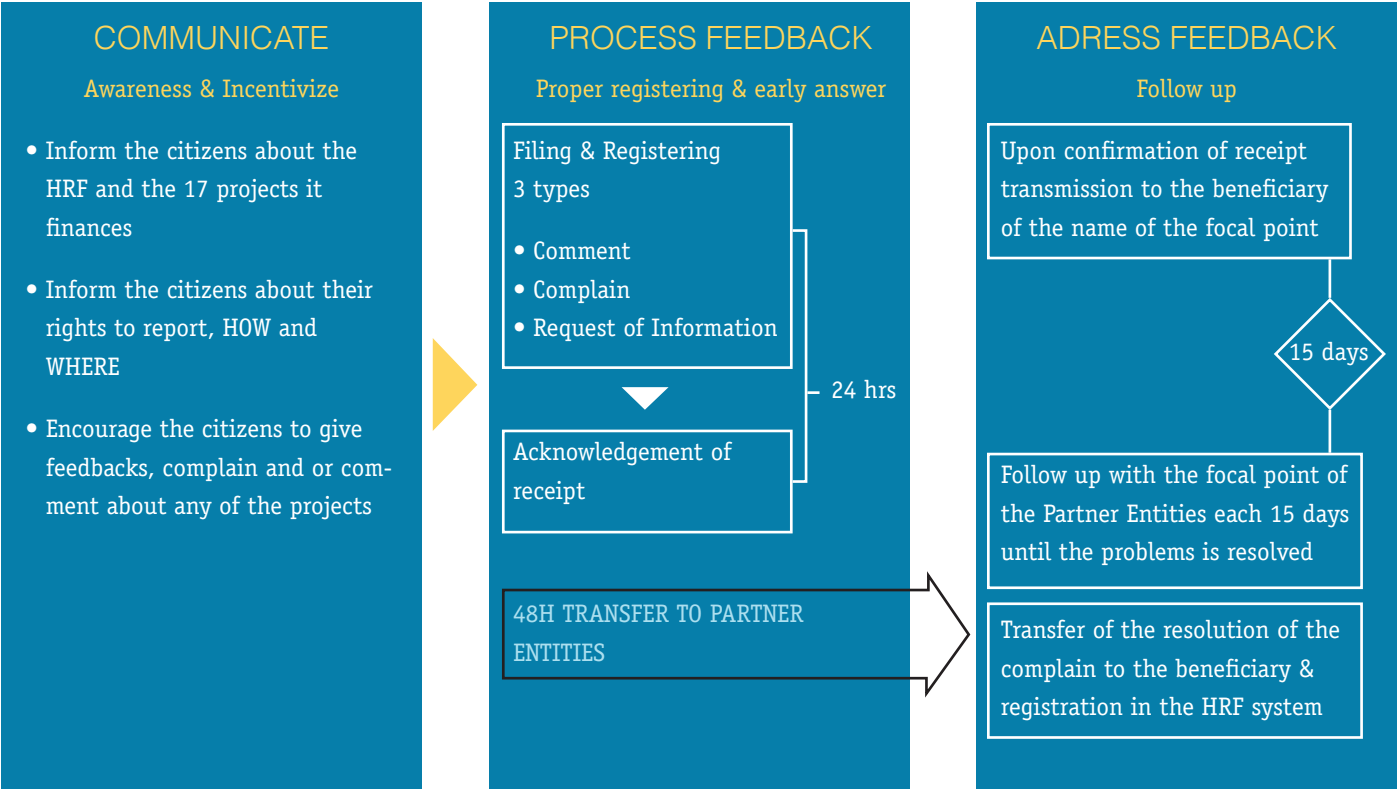 COMMUNICATE
Awareness & Incentivize
• Inform the citizens about the
HRF and the 17 projects it
finances
• Inform the citizens about their
rights to report, HOW and
WHERE
• Encourage the citizens to give
feedbacks, complain and or com-
ment about any of the projects
PROCESS FEEDBACK
Proper registering & early answer
Filing & Registering
3 types
• Comment
• Complain
• Request of Information
24 hrs
Acknowledgement of
receipt
48H TRANSFER TO PARTNER
ENTITIES
ADRESS FEEDBACK
Follow up
Upon confirmation of receipt
transmission to the beneficiary
of the name of the focal point
15 days
Follow up with the focal point of
the Partner Entities each 15 days
until the problems is resolved
Transfer of the resolution of the
complain to the beneficiary &
registration in the HRF system